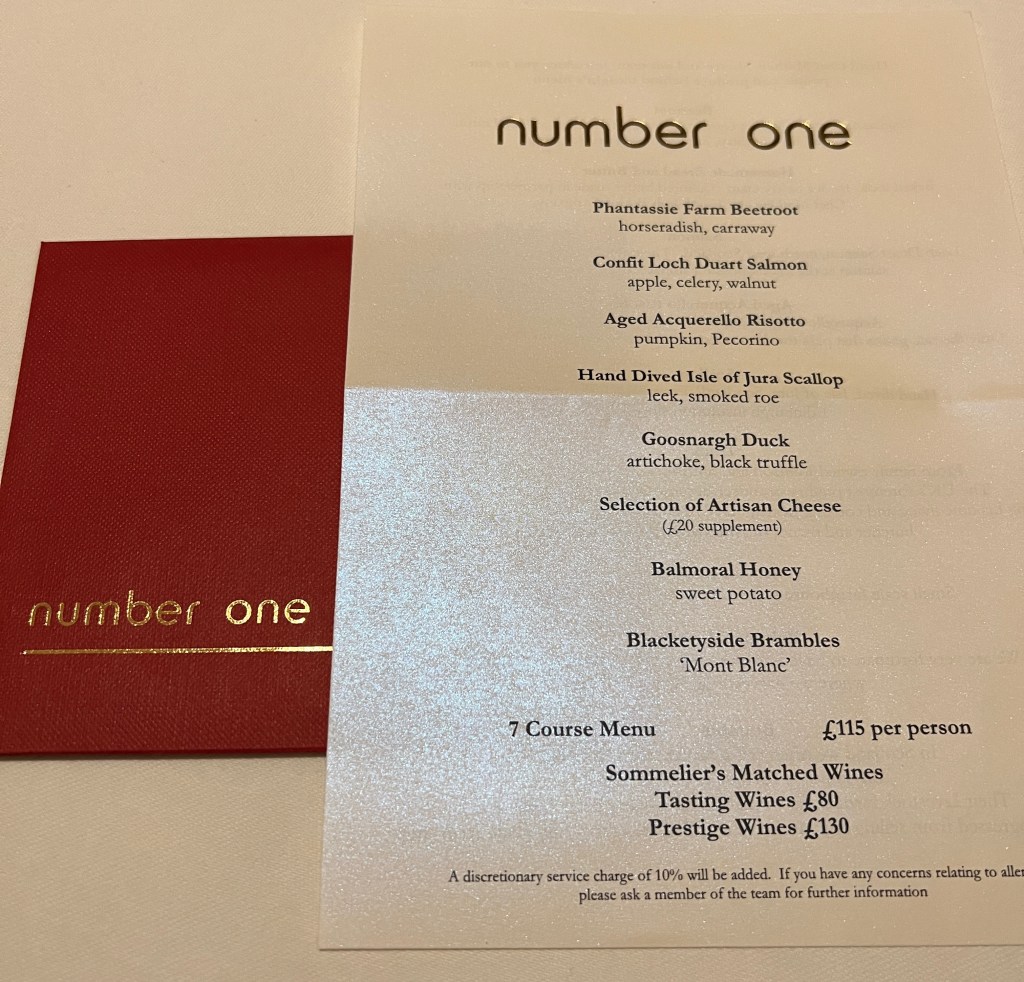 number one
Phantassie Farm Beetroot
horseradish, carraway
Confit Loch Duart Salmon
apple, celery, walnut
Aged Acquerello Risotto
pumpkin, Pecorino
Hand Dived Isle of Jura Scallop
leek, smoked roe
Goosnargh Duck
artichoke, black truffle
Selection of Artisan Cheese
(£20 supplement)
Balmoral Honey
sweet potato
Blacketyside Brambles
‘Mont Blanc’
7 Course Menu £115 per person
Sommelier’s Matched Wines
Tasting Wines £80
Prestige Wines £130
A discretionary service charge of 10% will be added. If you have any concerns relating to aller
please ask a member of the team for further information
number one